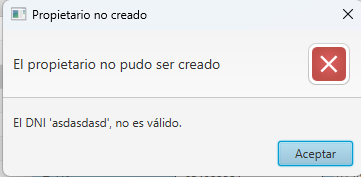 Propietario no creado
El propietario no pudo ser creado
El DNI 'asdasdasd', no es válido.
Aceptar